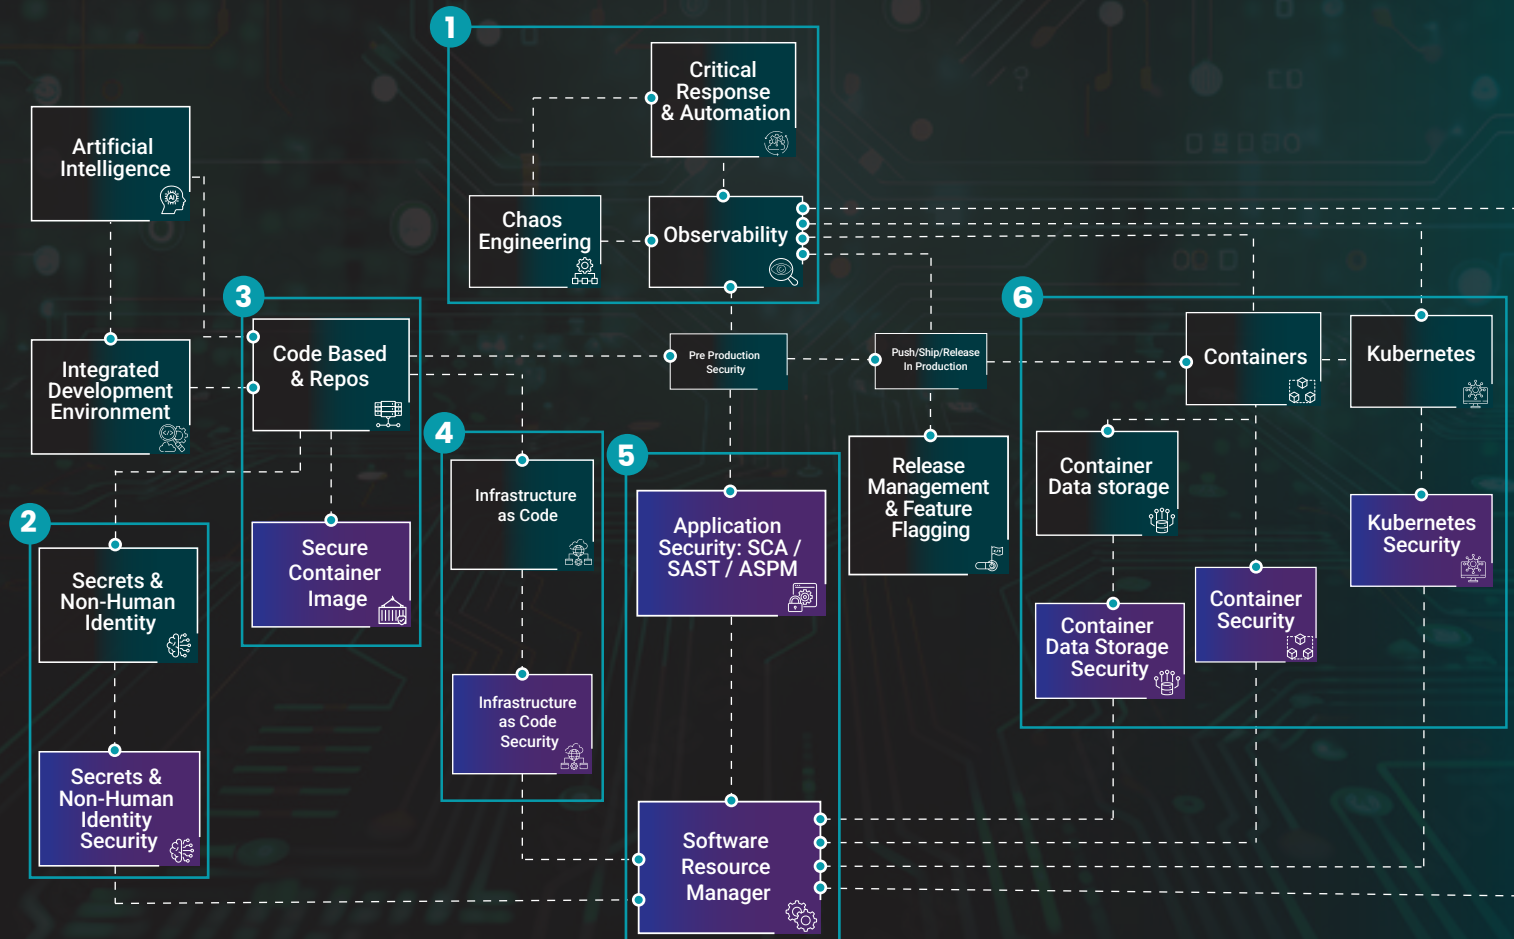 1
Critical
Response
& Automation
Artificial
Intelligence
AI
Chaos
Engineering
Observability
3
6
Code Based
& Repos
Pre Production
Security
Push/Ship/Release
In Production
Containers
Kubernetes
Integrated
Development
Environment
4
5
Infrastructure
as Code
Release
Management
& Feature
Flagging
Container
Data storage
2
Secrets &
Non-Human
Identity
Secure
Container
Image
Application
Security: SCA /
SAST / ASPM
Kubernetes
Security
Container
Security
Container
Data Storage
Security
Infrastructure
as Code
Security
Secrets &
Non-Human
Identity
Security
Software
Resource
Manager